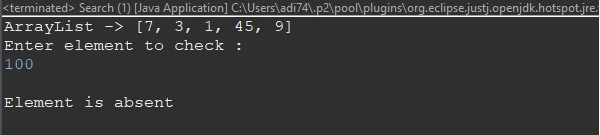 <terminated> Search (1) [Java Application] C:\Users\adi74\.p2\pool\plugins\org.eclipse.justj.openjdk.hotspot.jre.
ArrayList -> [7, 3, 1, 45, 9]
Enter element to check :
100
Element is absent